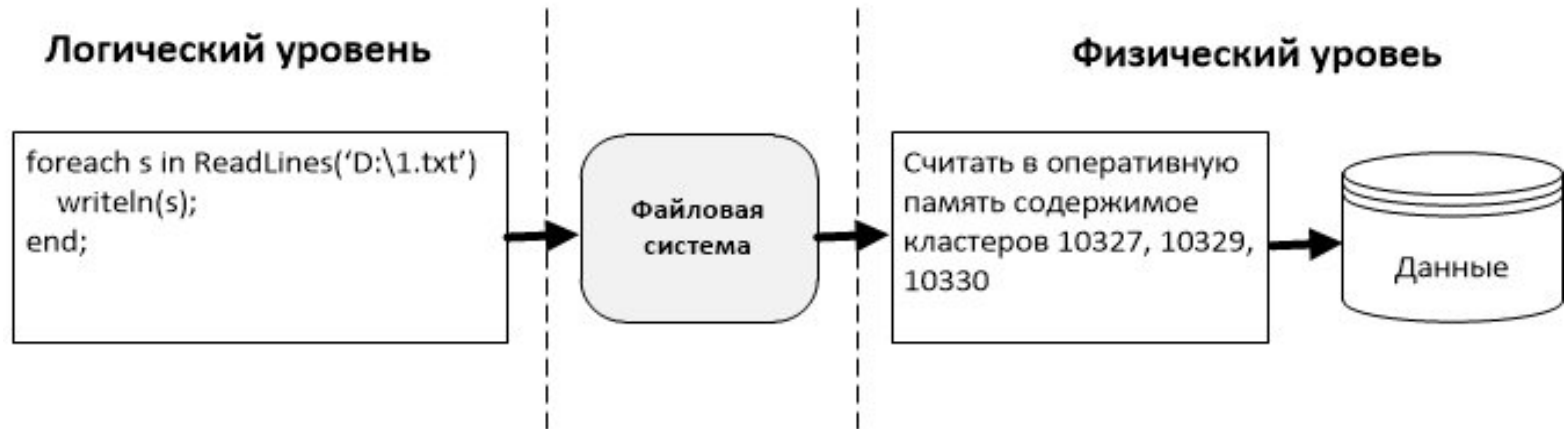 Логический уровень
Физический уровеь
foreach s in ReadLines(‘D:\1.txt’)
writeln(s);
end;
Файловая
система
Считать в оперативную
память содержимое
кластеров 10327, 10329,
10330
Данные